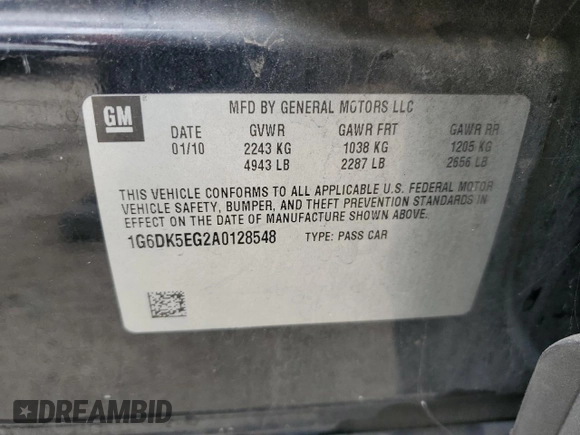 GM
MFD BY GENERAL MOTORS LLC
DATE GVWR GAWR FRT GAWR RR
01/10 2243 KG 1038 KG 1205 KG
4943 LB 2287 LB 2656 LB
THIS VEHICLE CONFORMS TO ALL APPLICABLE U.S. FEDERAL MOTOR
VEHICLE SAFETY, BUMPER, AND THEFT PREVENTION STANDARDS IN
EFFECT ON THE DATE OF MANUFACTURE SHOWN ABOVE.
1G6DK5EG2A0128548 TYPE: PASS CAR
DREAMBID